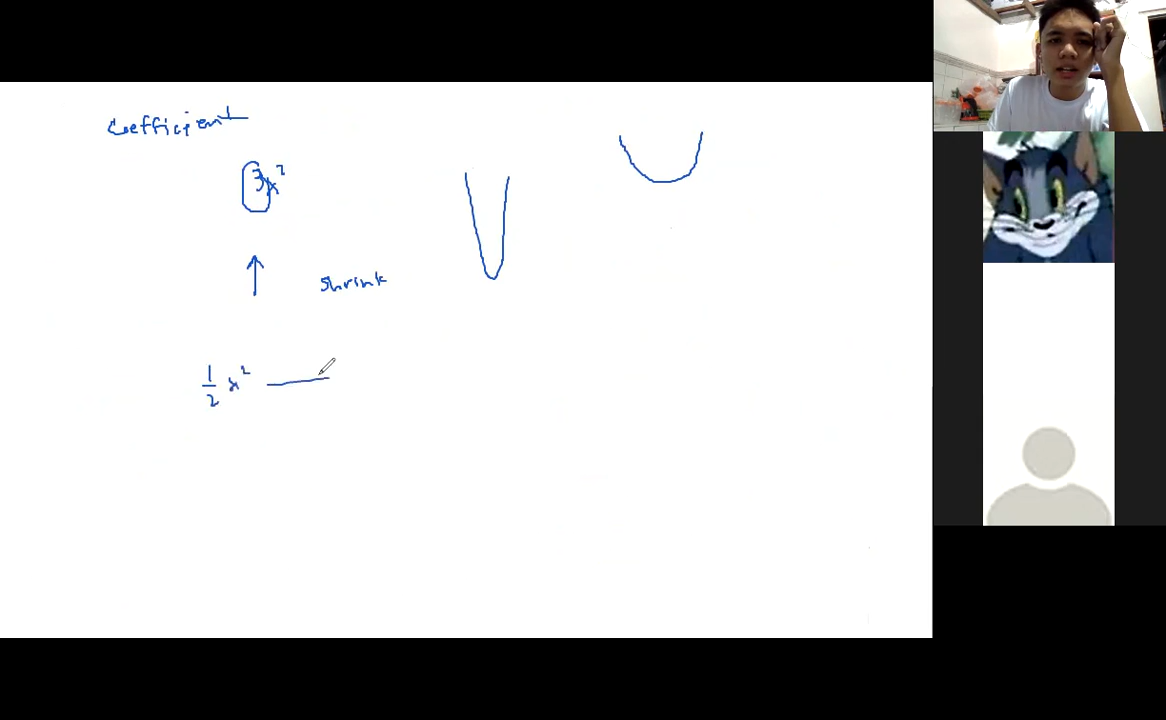 Coefficient
3x²
shrink
1/2 x²